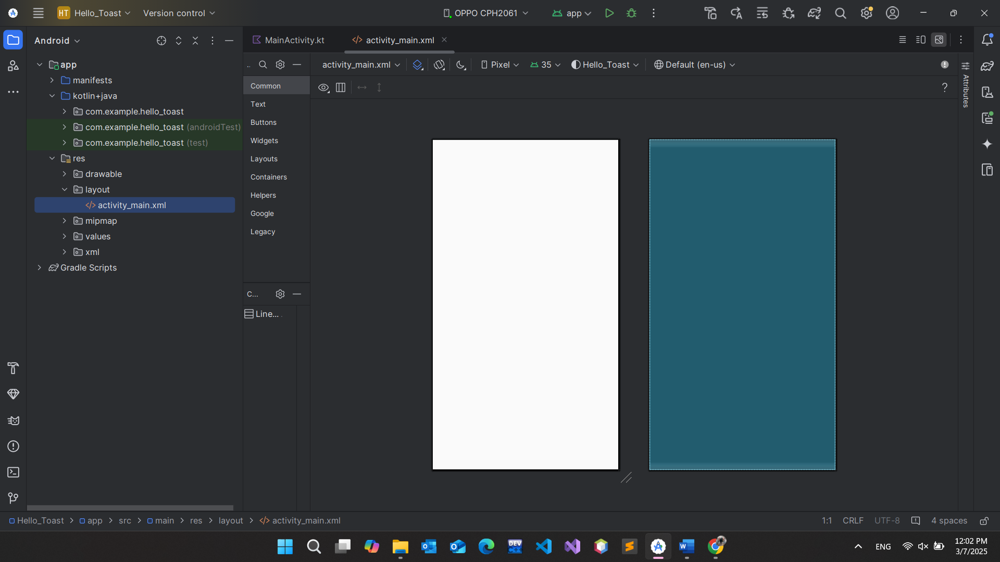 HT Hello_Toast Version control OPPO CPH2061 app
Android
MainActivity.kt activity_main.xml
app
manifests
kotlin+java
com.example.hello_toast
com.example.hello_toast (androidTest)
com.example.hello_toast (test)
res
drawable
layout
activity_main.xml
mipmap
values
xml
Gradle Scripts
.. activity_main.xml Pixel 35 Hello_Toast Default (en-us)
Common
Text
Buttons
Widgets
Layouts
Containers
Helpers
Google
Legacy
C...
Line...
?
Attributes
Hello_Toast > app > src > main > res > layout > activity_main.xml
1:1 CRLF UTF-8 4 spaces
DEV
ENG
12:02 PM
3/7/2025